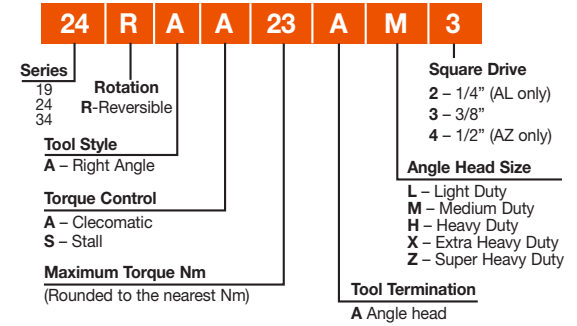 24 R A A 23 A M 3
Series
19
24
34
Rotation
R-Reversible
Tool Style
A – Right Angle
Torque Control
A – Clecomatic
S – Stall
Maximum Torque Nm
(Rounded to the nearest Nm)
Square Drive
2 – 1/4” (AL only)
3 – 3/8”
4 – 1/2” (AZ only)
Angle Head Size
L – Light Duty
M – Medium Duty
H – Heavy Duty
X – Extra Heavy Duty
Z – Super Heavy Duty
Tool Termination
A Angle head